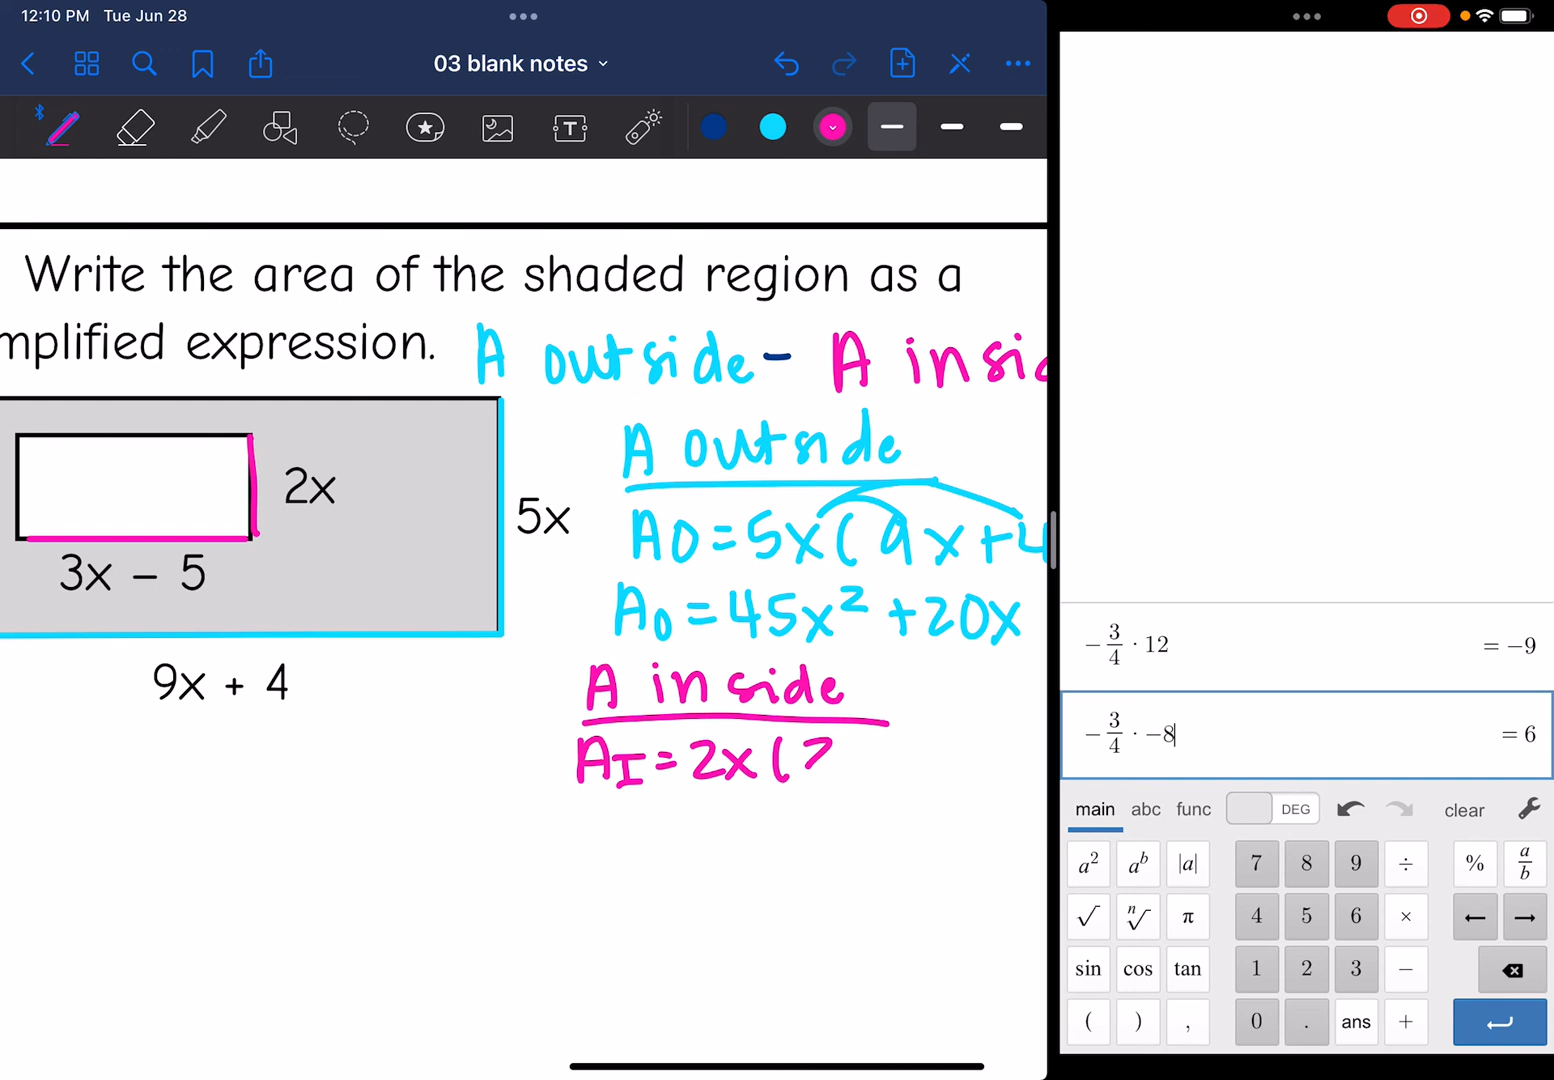 12:10 PM Tue Jun 28
03 blank notes
T
Write the area of the shaded region as a
mplified expression.
A outside - A insid
A outside
2x
5x
AO = 5x(9x+4
3x – 5
AO = 45x² + 20x
9x + 4
A inside
AI = 2x(
-3/4 · 12 = −9
-3/4 · −8 = 6
main abc func DEG clear
a² aᵇ |a| 7 8 9 ÷ % a/b
√ ⁿ√ π 4 5 6 × ← →
sin cos tan 1 2 3 −
( ) , 0 . ans +